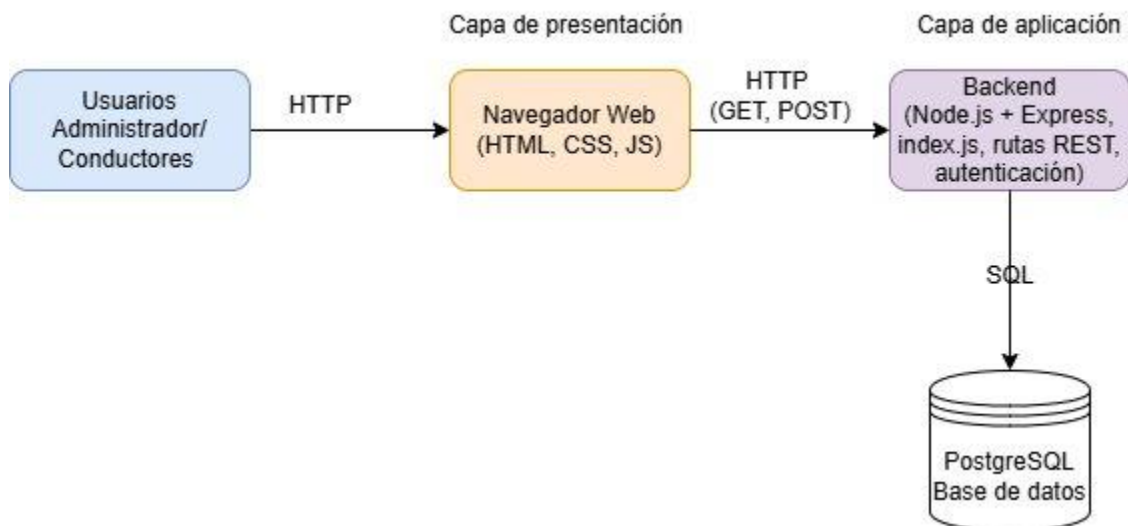 Capa de presentación
Capa de aplicación
Usuarios
Administrador/
Conductores
HTTP
Navegador Web
(HTML, CSS, JS)
HTTP
(GET, POST)
Backend
(Node.js + Express,
index.js, rutas REST,
autenticación)
SQL
PostgreSQL
Base de datos